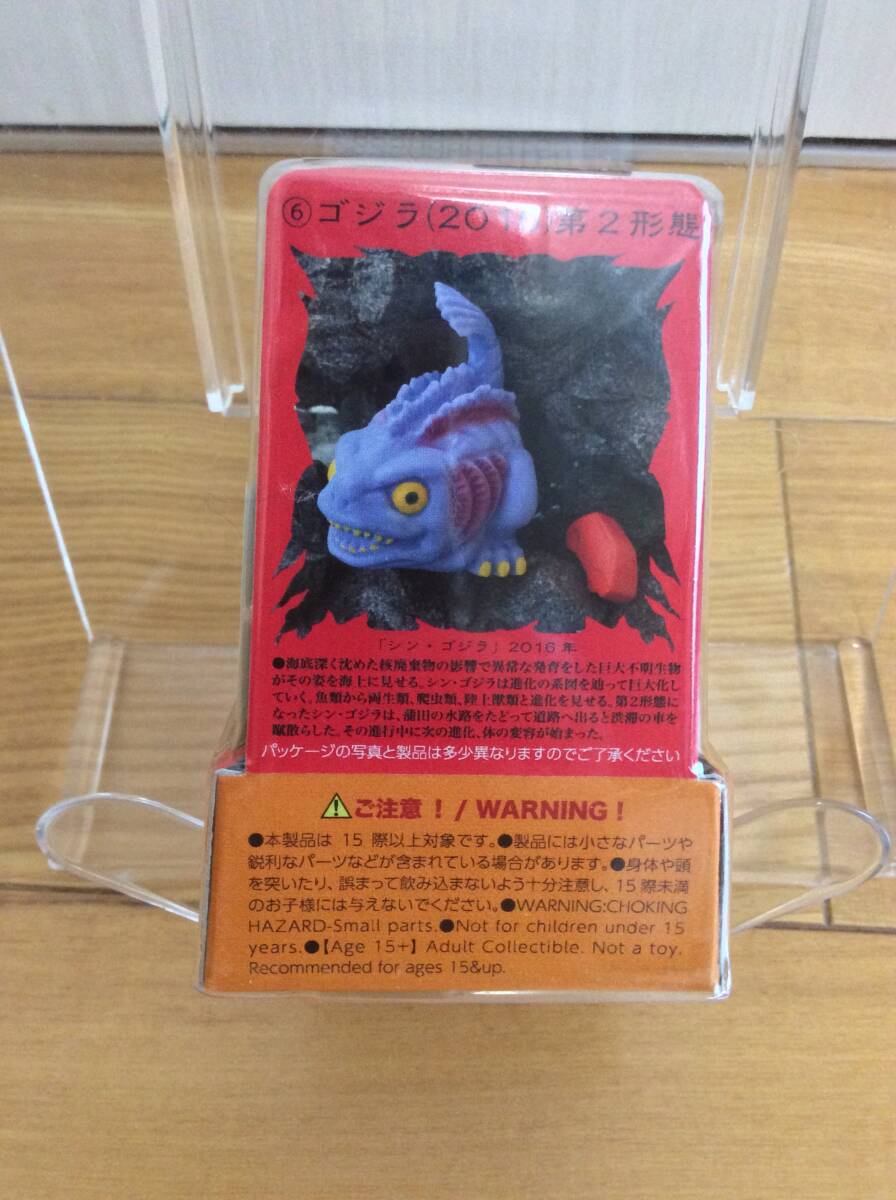 ⑥ゴジラ(2016)第2形態
「シン・ゴジラ」2016年
●海底深く沈めた核廃棄物の影響で異常な発育をした巨大不明生物
がその姿を海上に見せる。シン・ゴジラは進化の系図を辿って巨大化し
ていく。魚類から両生類、爬虫類、陸上獣類と進化を見せる。第2形態に
なったシン・ゴジラは、蒲田の水路をたどって道路へ出ると渋滞の車を
蹴散らした。その進行中に次の進化、体の変容が始まった。
パッケージの写真と製品は多少異なりますのでご了承ください
ご注意！/ WARNING！
●本製品は 15 際以上対象です。●製品には小さなパーツや
鋭利なパーツなどが含まれている場合があります。●身体や頭
を突いたり、誤まって飲み込まないよう十分注意し、15 際未満
のお子様には与えないでください。●WARNING:CHOKING
HAZARD-Small parts.●Not for children under 15
years.●【Age 15+】Adult Collectible. Not a toy.
Recommended for ages 15&up.